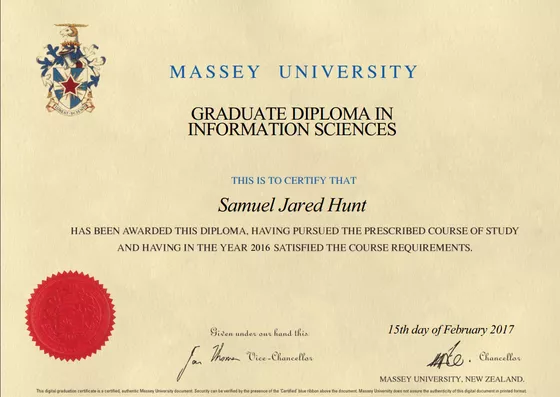 MASSEY UNIVERSITY
GRADUATE DIPLOMA IN
INFORMATION SCIENCES
THIS IS TO CERTIFY THAT
Samuel Jared Hunt
HAS BEEN AWARDED THIS DIPLOMA, HAVING PURSUED THE PRESCRIBED COURSE OF STUDY
AND HAVING IN THE YEAR 2016 SATISFIED THE COURSE REQUIREMENTS.
Given under our hand this
15th day of February 2017
Vice-Chancellor
Chancellor
MASSEY UNIVERSITY, NEW ZEALAND.
This digital graduation certificate is a certified, authentic Massey University document. Security can be verified by the presence of the 'Certified' blue ribbon above the document. Massey University does not assure the authenticity of this digital document in printed format.